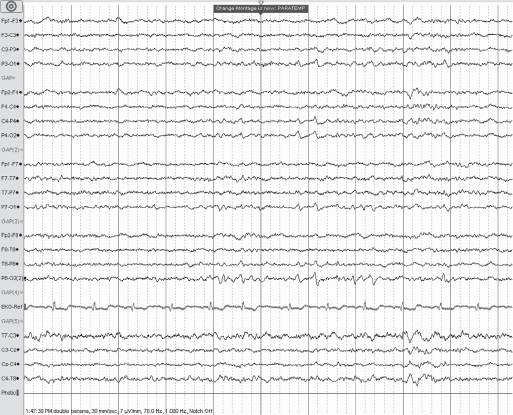 Change-Montage is now: PARATEMP
Fp1-F3
F3-C3
C3-P3
P3-O1
GAP=
Fp2-F4
F4-C4
C4-P4
P4-O2
GAP(2)=
Fp1-F7
F7-T7
T7-P7
P7-O1
GAP(3)=
Fp2-F8
F8-T8
T8-P8
P8-O2(2)
GAP(4)=
EKG-Ref
GAP(5)=
T7-C3
C3-Cz
Cz-C4
C4-T8
Photic
1:47:30 PM double banana, 30 mm/sec, 7 µV/mm, 70.0 Hz, 1.000 Hz, Notch Off